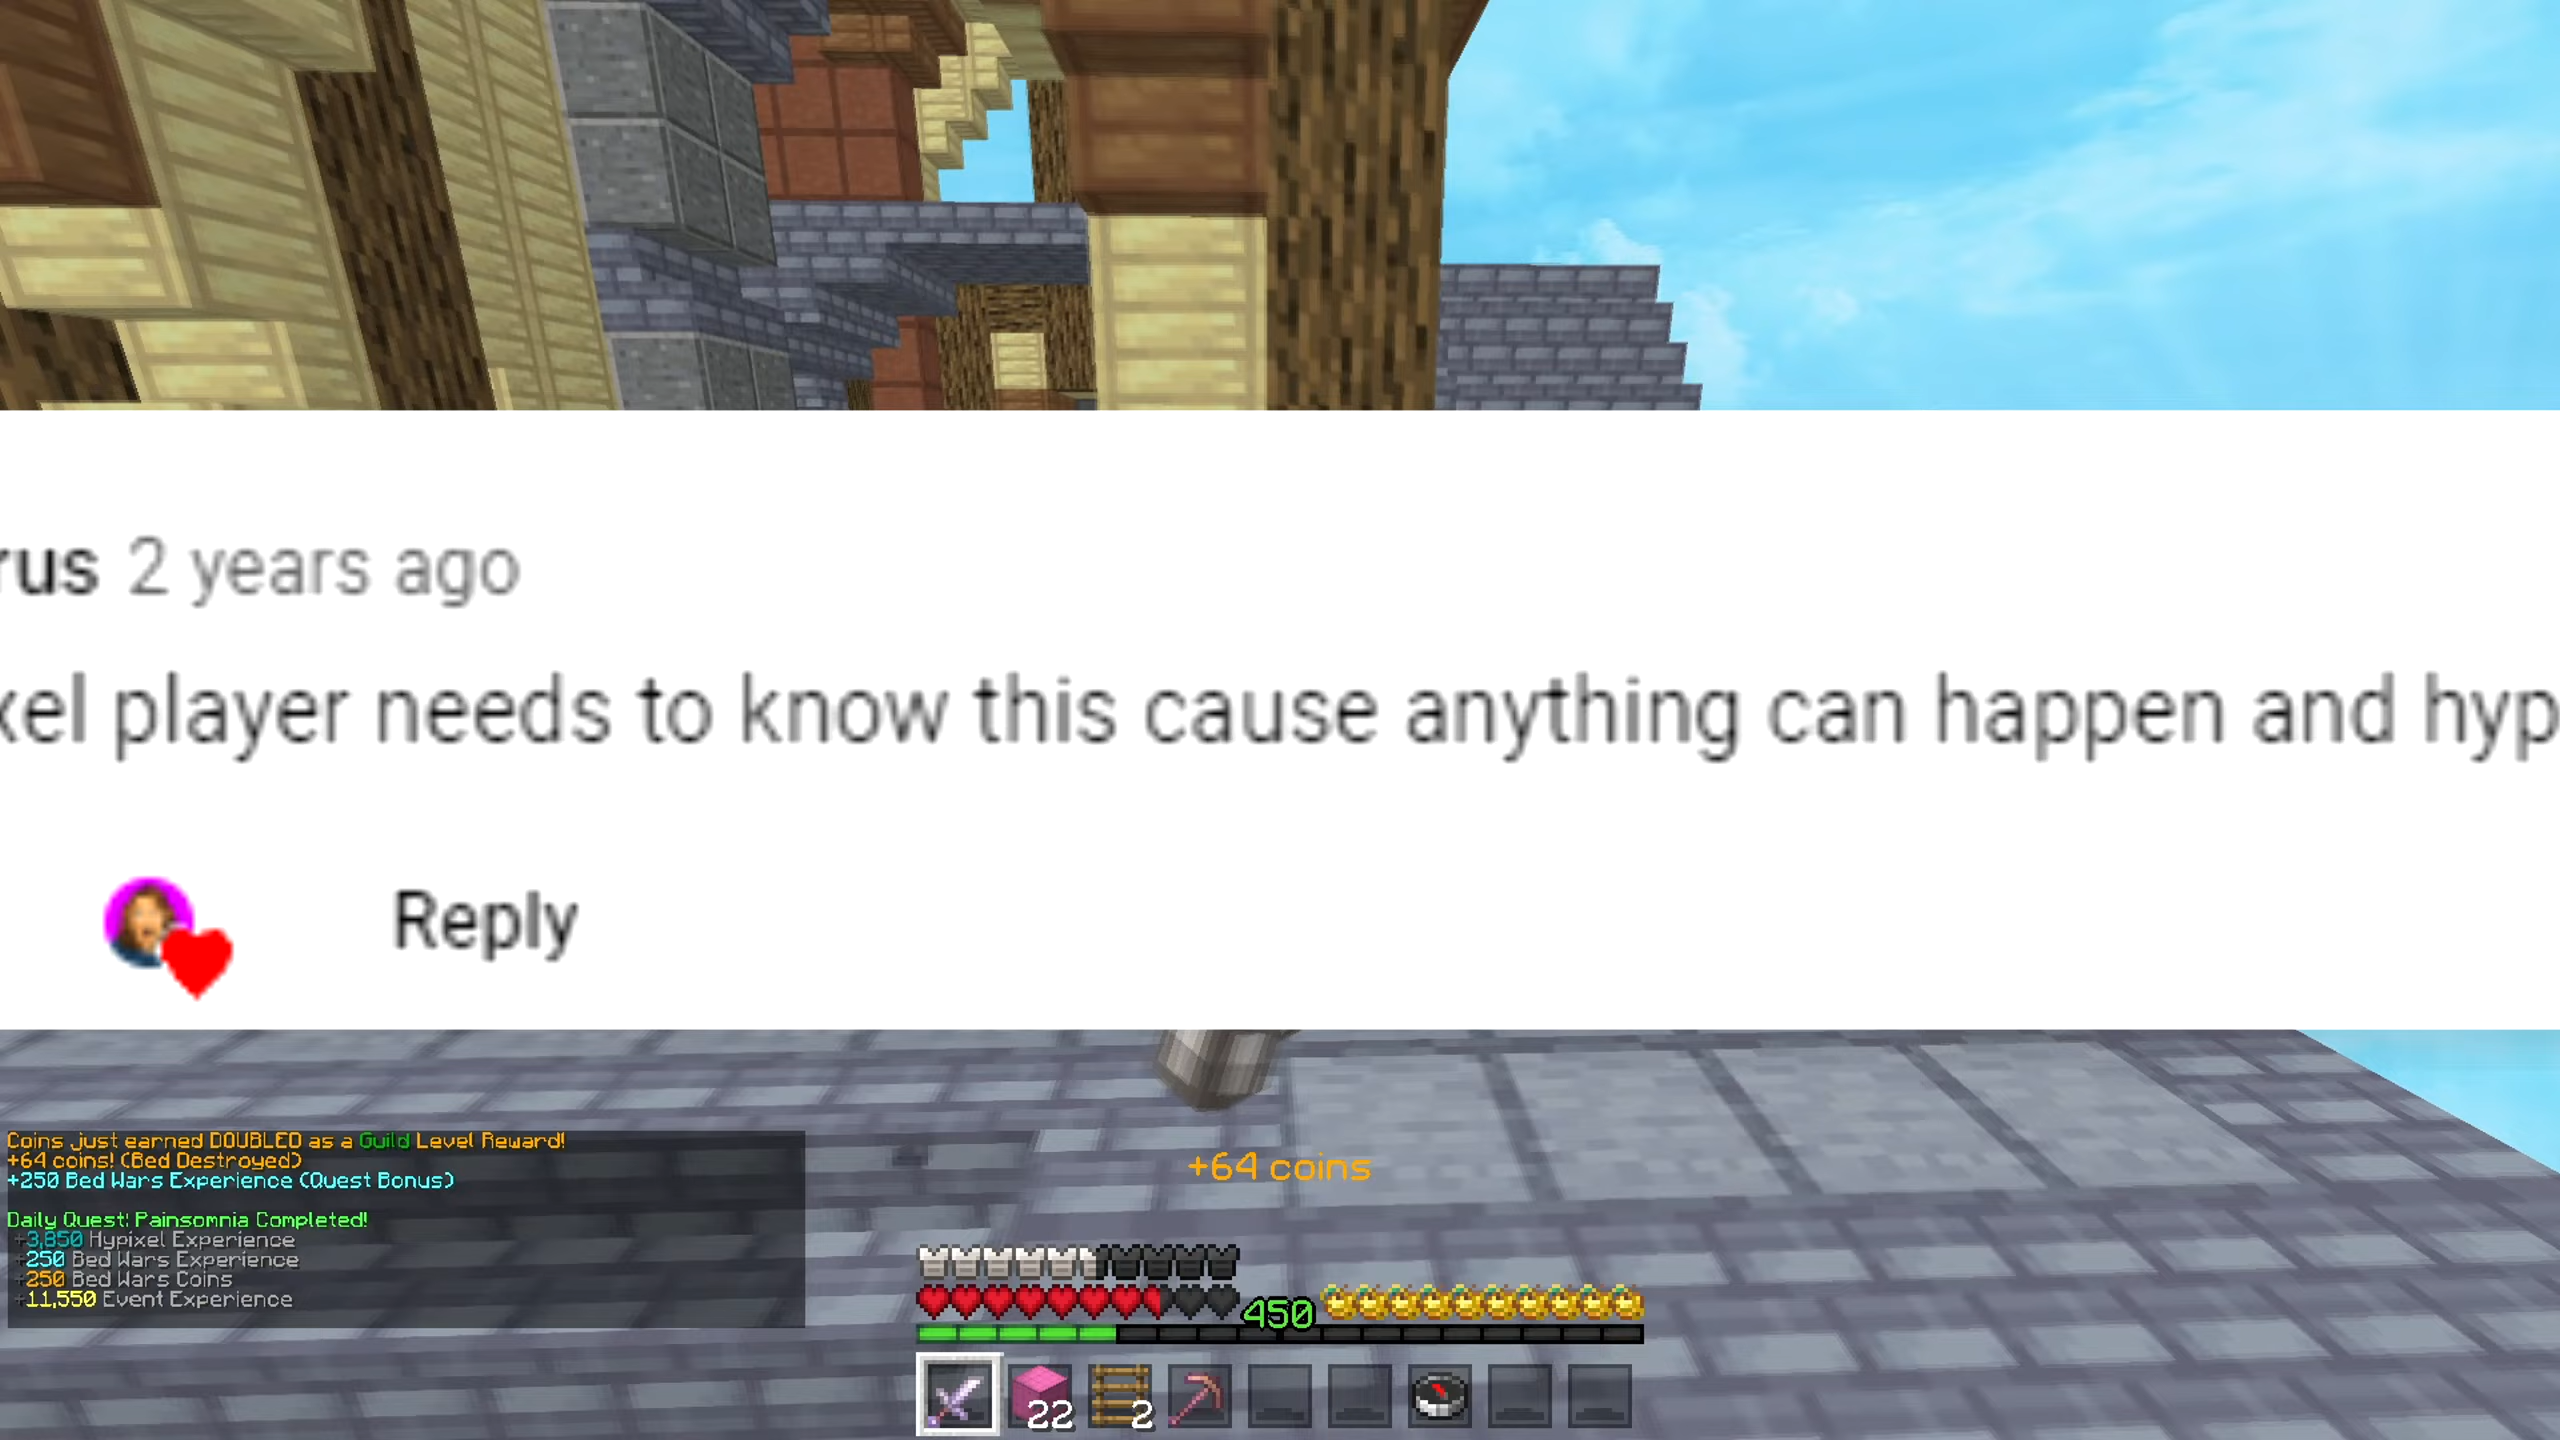 rus 2 years ago
xel player needs to know this cause anything can happen and hyp
Reply
Coins just earned DOUBLED as a Guild Level Reward!
+64 coins! (Bed Destroyed)
+250 Bed Wars Experience (Quest Bonus)
Daily Quest: Painsomnia Completed!
+3,850 Hypixel Experience
+250 Bed Wars Experience
+250 Bed Wars Coins
+11,550 Event Experience
+64 coins
450
22 2